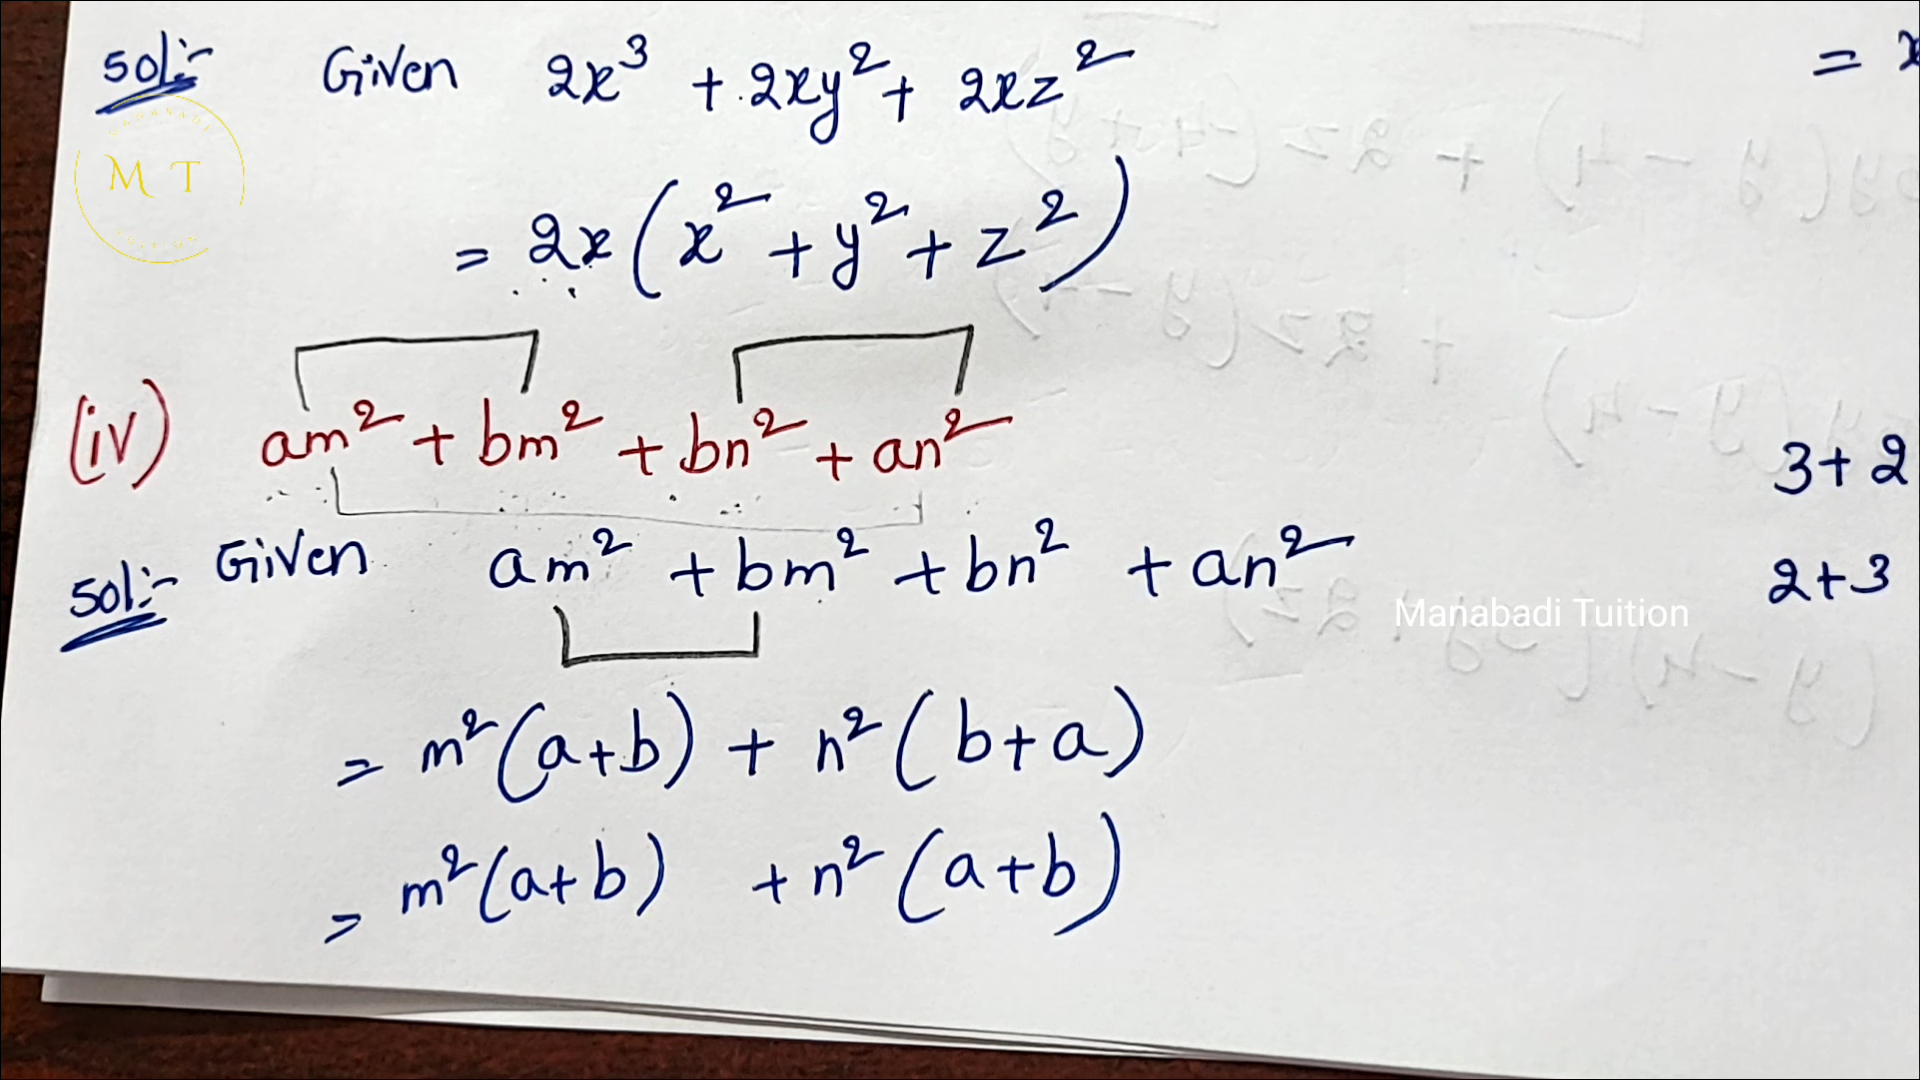 Sol:- Given 2x³ + 2xy² + 2xz²
= x
M T
= 2x(x² + y² + z²)
(iv) am² + bm² + bn² + an²
3+2
Sol:- Given am² + bm² + bn² + an²
2+3
Manabadi Tuition
= m²(a+b) + n²(b+a)
= m²(a+b) + n²(a+b)